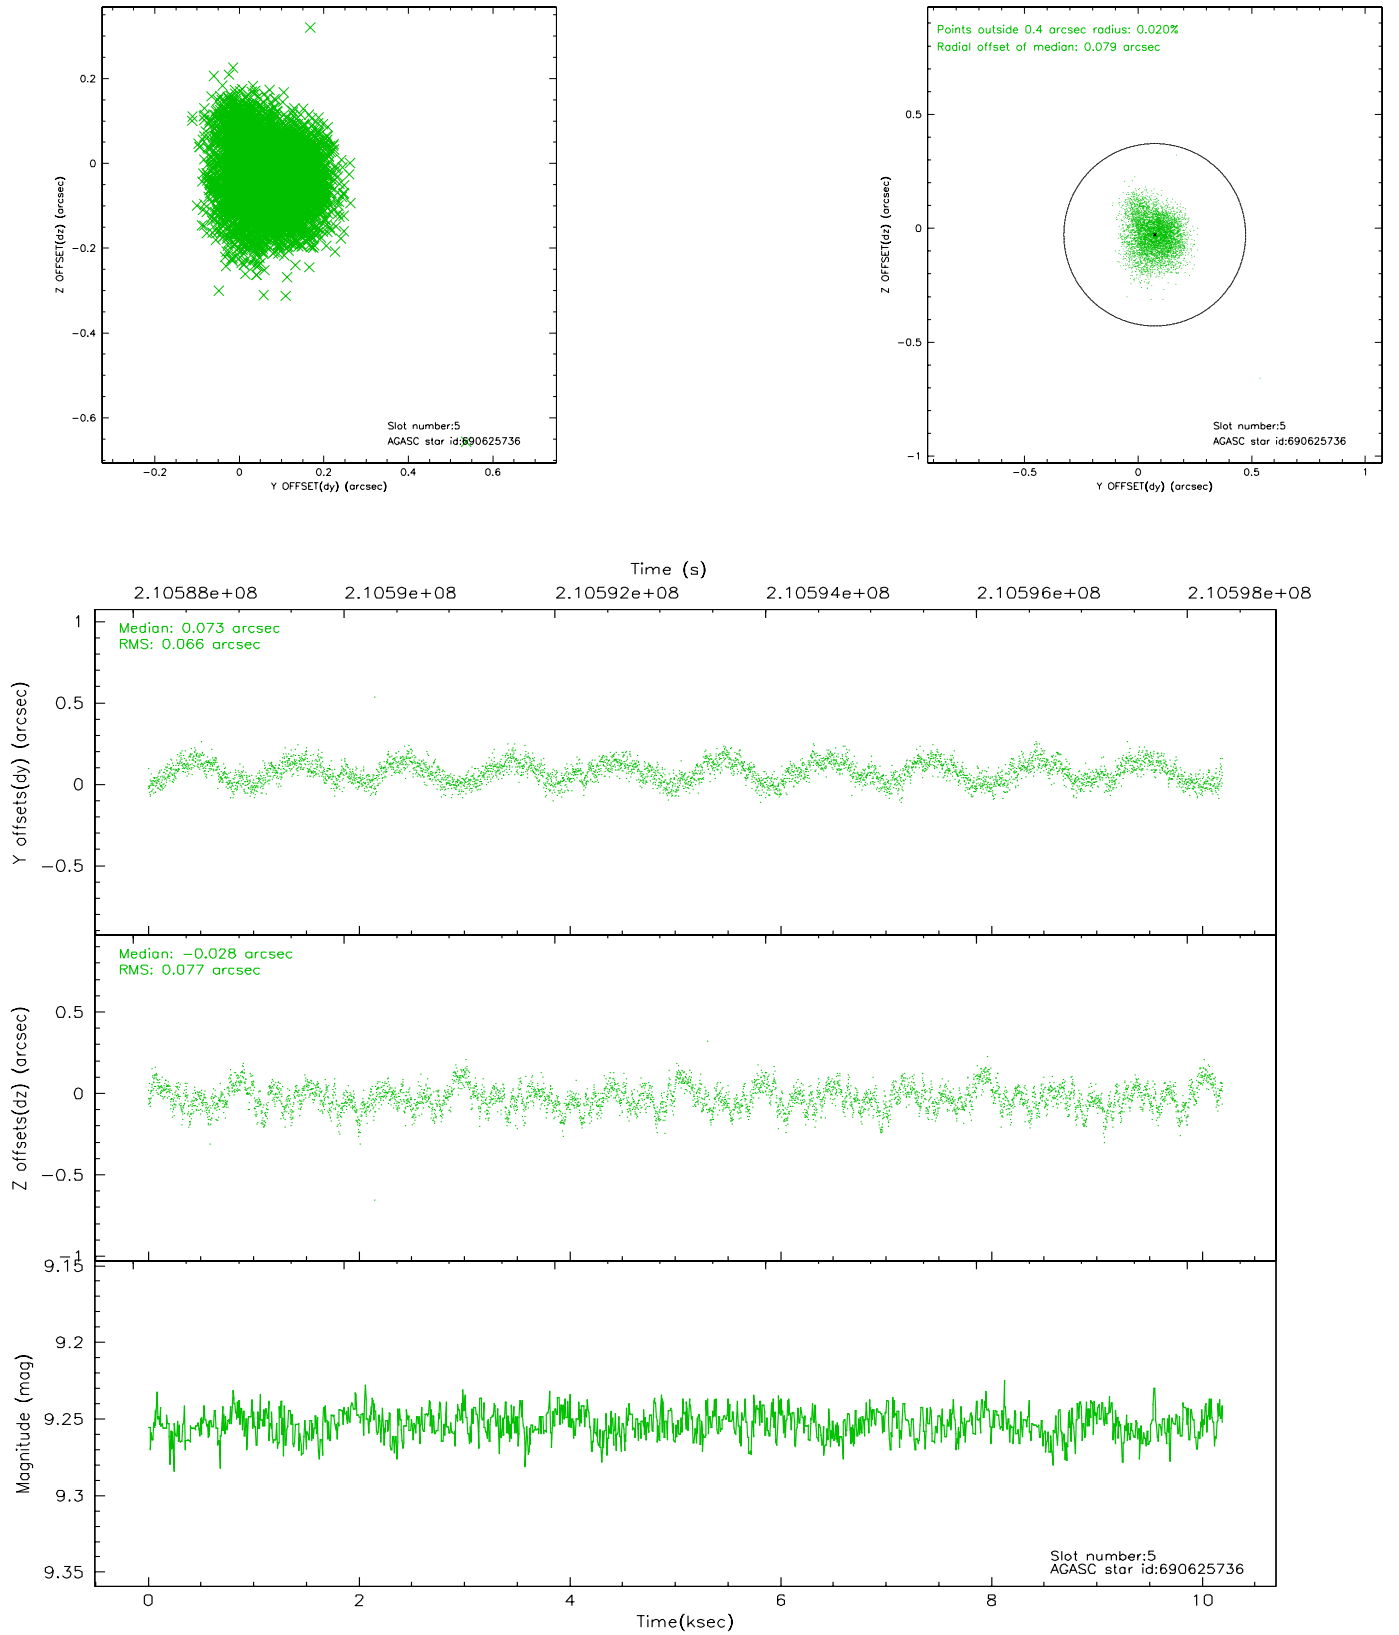 0.2
0
−0.2
−0.4
−0.6
Z OFFSET(dz) (arcsec)
Slot number:5
AGASC star id:690625736
−0.2
0
0.2
0.4
0.6
Y OFFSET(dy) (arcsec)
Points outside 0.4 arcsec radius: 0.020%
Radial offset of median: 0.079 arcsec
0.5
0
−0.5
−1
Z OFFSET(dz) (arcsec)
Slot number:5
AGASC star id:690625736
−0.5
0
0.5
1
Y OFFSET(dy) (arcsec)
Time (s)
2.10588e+08
2.1059e+08
2.10592e+08
2.10594e+08
2.10596e+08
2.10598e+08
Median: 0.073 arcsec
RMS: 0.066 arcsec
1
0.5
0
−0.5
Y offsets(dy) (arcsec)
Median: −0.028 arcsec
RMS: 0.077 arcsec
0.5
0
−0.5
−1
Z offsets(dz) (arcsec)
9.15
9.2
9.25
9.3
9.35
Magnitude (mag)
Slot number:5
AGASC star id:690625736
0
2
4
6
8
10
Time(ksec)